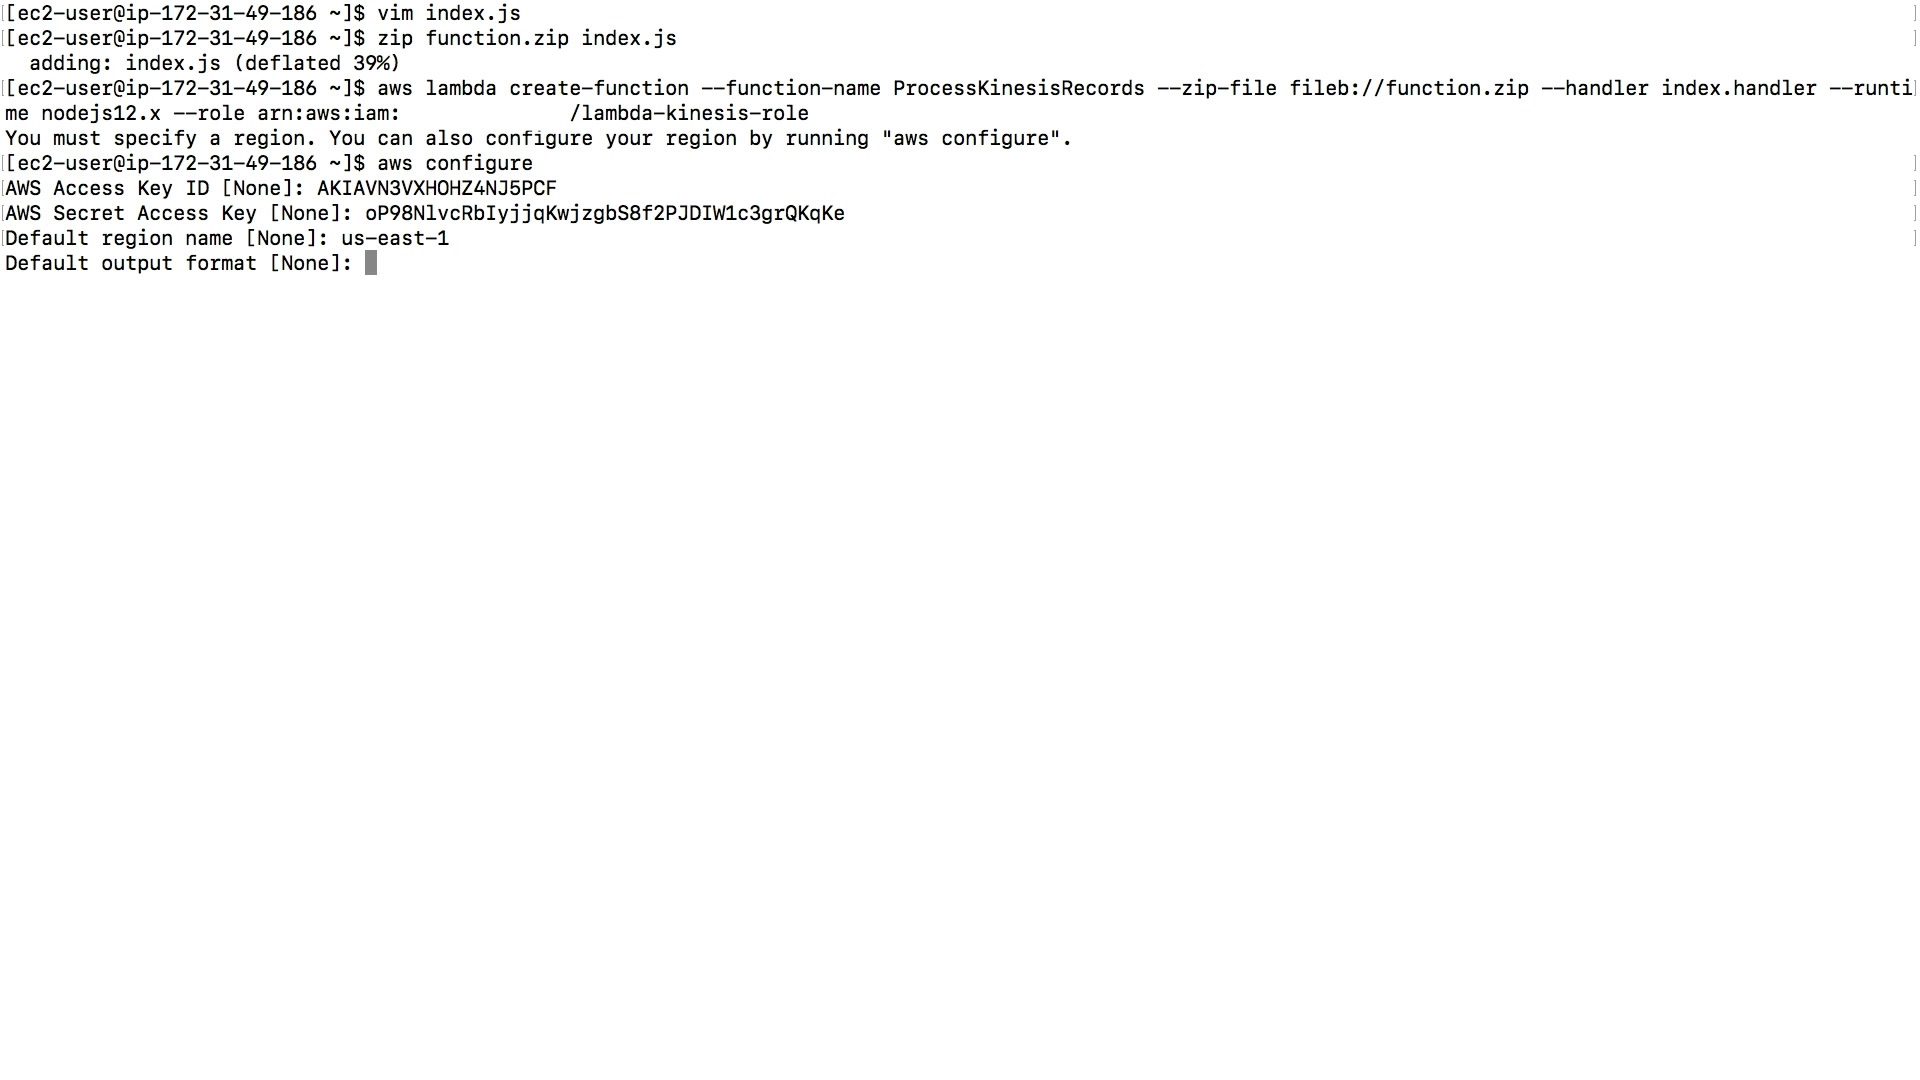 [ec2-user@ip-172-31-49-186 ~]$ vim index.js
[ec2-user@ip-172-31-49-186 ~]$ zip function.zip index.js
  adding: index.js (deflated 39%)
[ec2-user@ip-172-31-49-186 ~]$ aws lambda create-function --function-name ProcessKinesisRecords --zip-file fileb://function.zip --handler index.handler --runti
me nodejs12.x --role arn:aws:iam:              /lambda-kinesis-role
You must specify a region. You can also configure your region by running "aws configure".
[ec2-user@ip-172-31-49-186 ~]$ aws configure
AWS Access Key ID [None]: AKIAVN3VXHOHZ4NJ5PCF
AWS Secret Access Key [None]: oP98NlvcRbIyjjqKwjzgbS8f2PJDIW1c3grQKqKe
Default region name [None]: us-east-1
Default output format [None]: